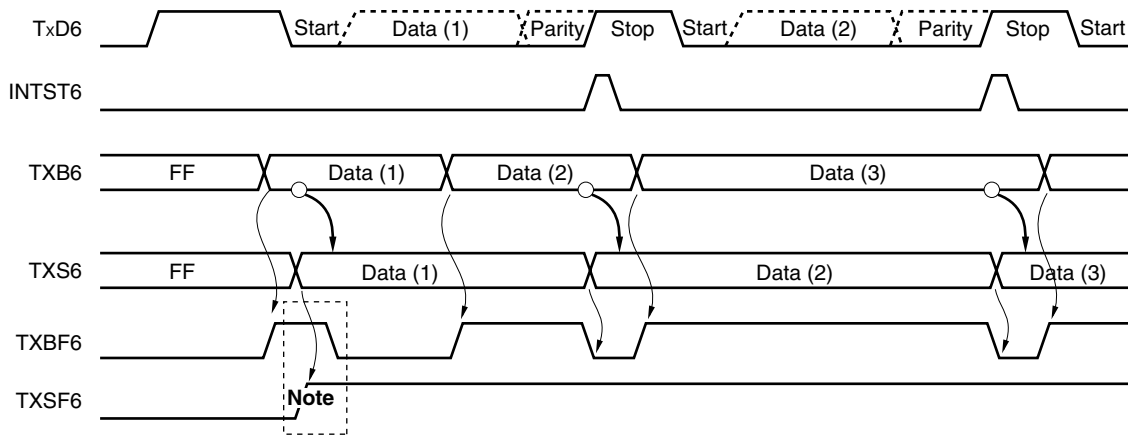 TxD6 Start Data (1) Parity Stop Start Data (2) Parity Stop Start
INTST6
TXB6 FF Data (1) Data (2) Data (3)
TXS6 FF Data (1) Data (2) Data (3)
TXBF6
Note
TXSF6